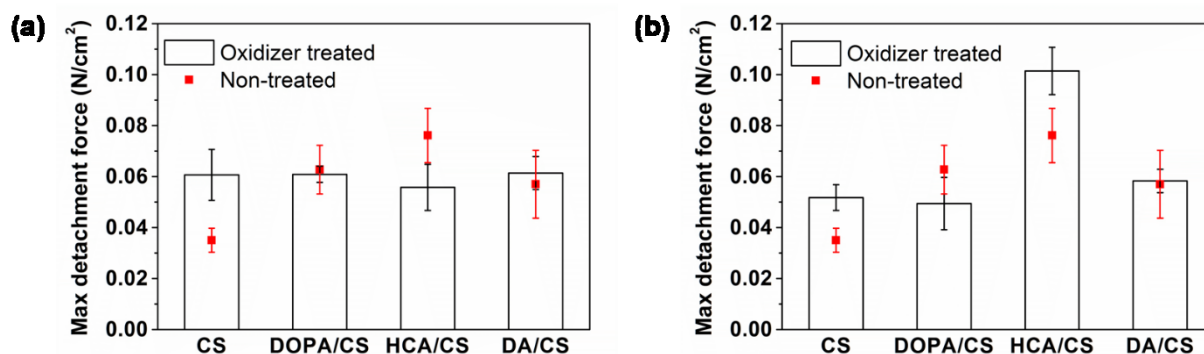 (a)
Max detachment force (N/cm²)
0.12
0.10
0.08
0.06
0.04
0.02
0.00
Oxidizer treated
Non-treated
CS DOPA/CS HCA/CS DA/CS
(b)
Max detachment force (N/cm²)
0.12
0.10
0.08
0.06
0.04
0.02
0.00
Oxidizer treated
Non-treated
CS DOPA/CS HCA/CS DA/CS